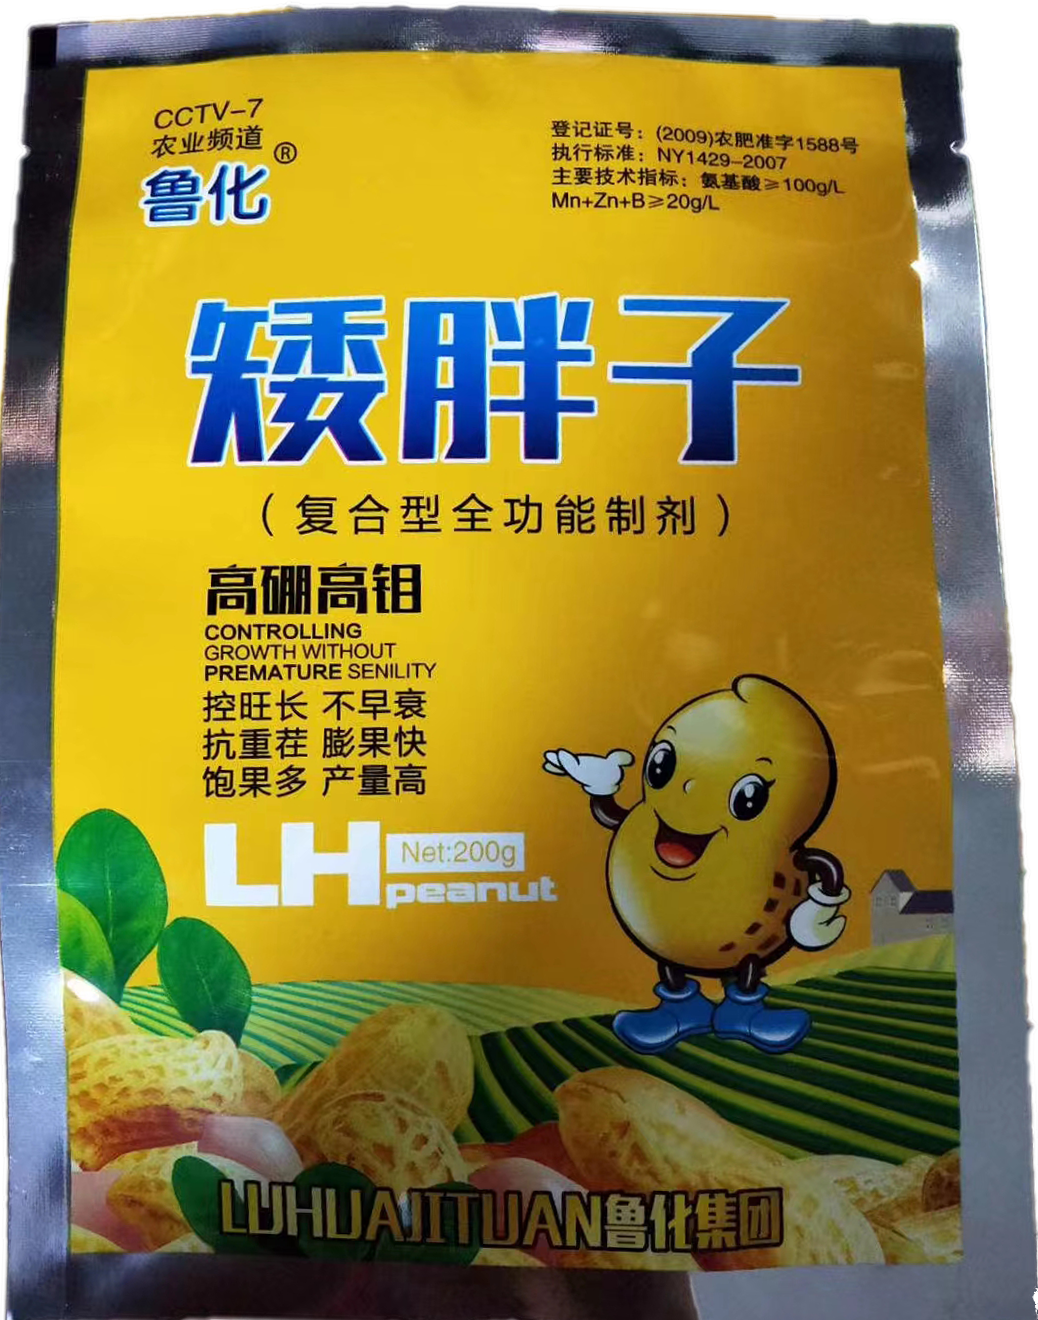 CCTV-7
农业频道
鲁化®
登记证号：(2009)农肥准字1588号
执行标准：NY1429-2007
主要技术指标：氨基酸≥100g/L
Mn+Zn+B≥20g/L
矮胖子
（复合型全功能制剂）
高硼高钼
CONTROLLING
GROWTH WITHOUT
PREMATURE SENILITY
控旺长 不早衰
抗重茬 膨果快
饱果多 产量高
LH Net:200g
peanut
LUHUAJITUAN鲁化集团